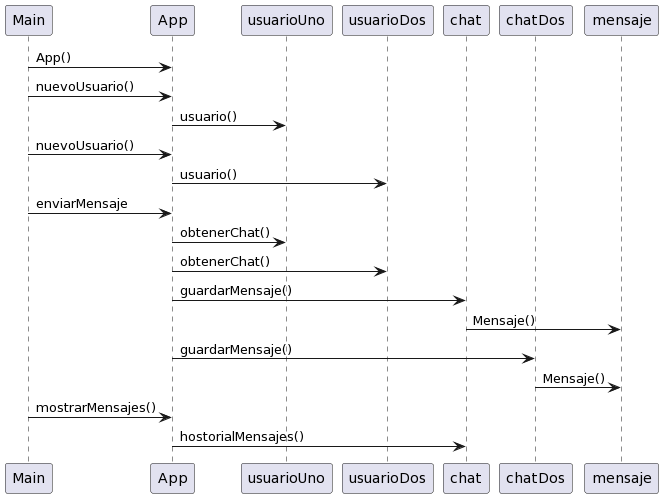 Main App usuarioUno usuarioDos chat chatDos mensaje
App()
nuevoUsuario()
usuario()
nuevoUsuario()
usuario()
enviarMensaje
obtenerChat()
obtenerChat()
guardarMensaje()
Mensaje()
guardarMensaje()
Mensaje()
mostrarMensajes()
hostorialMensajes()
Main App usuarioUno usuarioDos chat chatDos mensaje